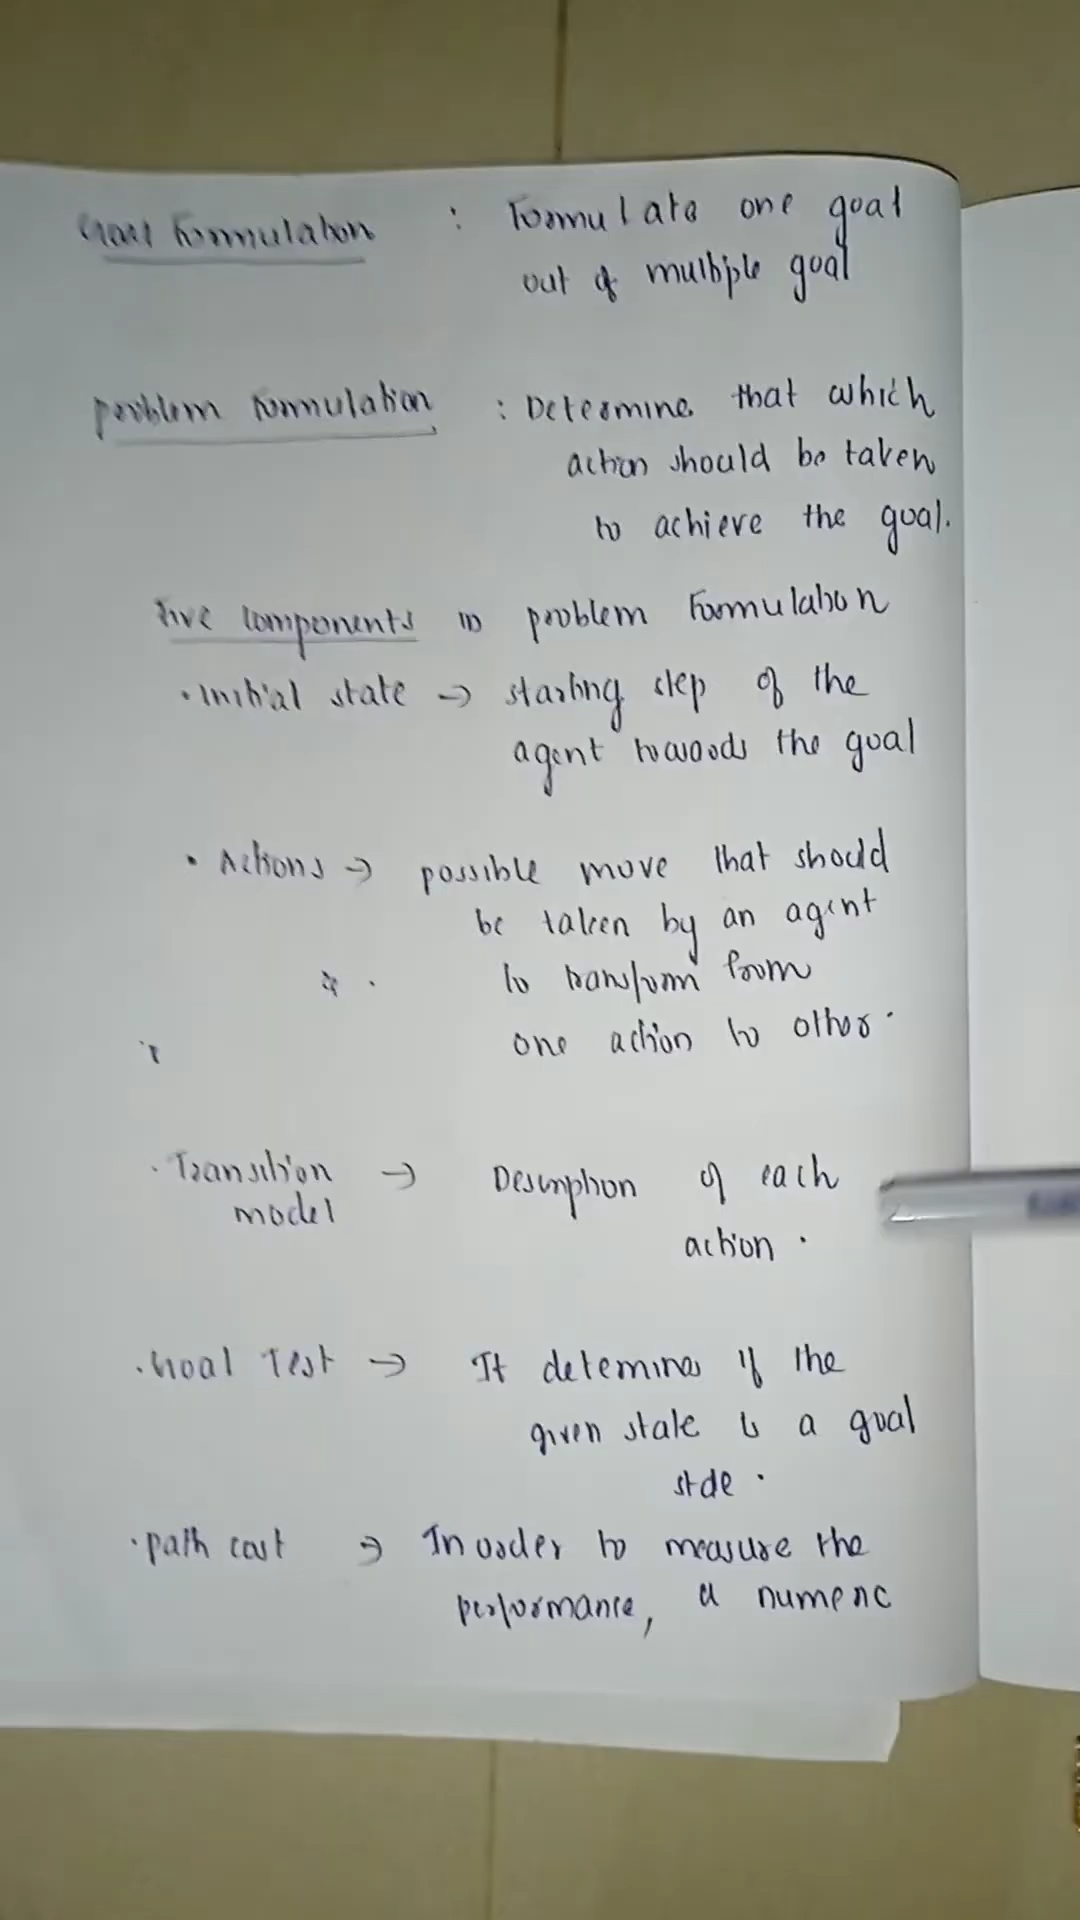 Goal Formulation : Formulate one goal
out of multiple goal
problem Formulation : Determine that which
action should be taken
to achieve the goal.
Five components in problem Formulation
· Initial state → starting step of the
agent towards the goal
· Actions → possible move that should
be taken by an agent
to transform from
one action to other.
· Transition → Description of each
model
action.
· Goal Test → It determines if the
given state is a goal
state.
· path cost → In order to measure the
performance, a numeric